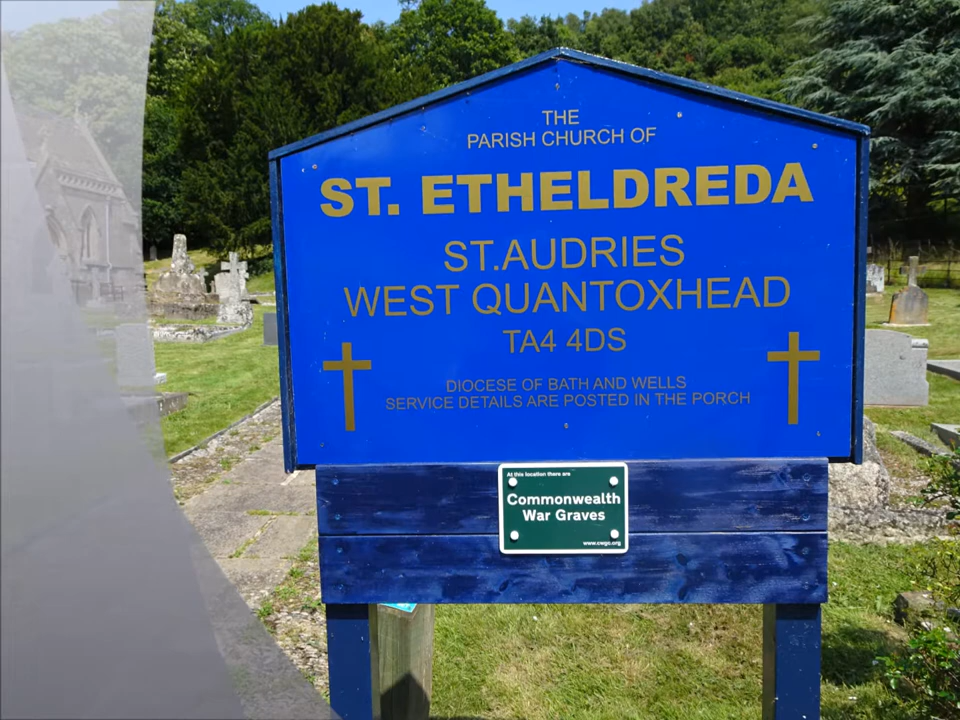 THE
PARISH CHURCH OF
ST. ETHELDREDA
ST.AUDRIES
WEST QUANTOXHEAD
TA4 4DS
DIOCESE OF BATH AND WELLS
SERVICE DETAILS ARE POSTED IN THE PORCH
At this location there are
Commonwealth
War Graves
www.cwgc.org